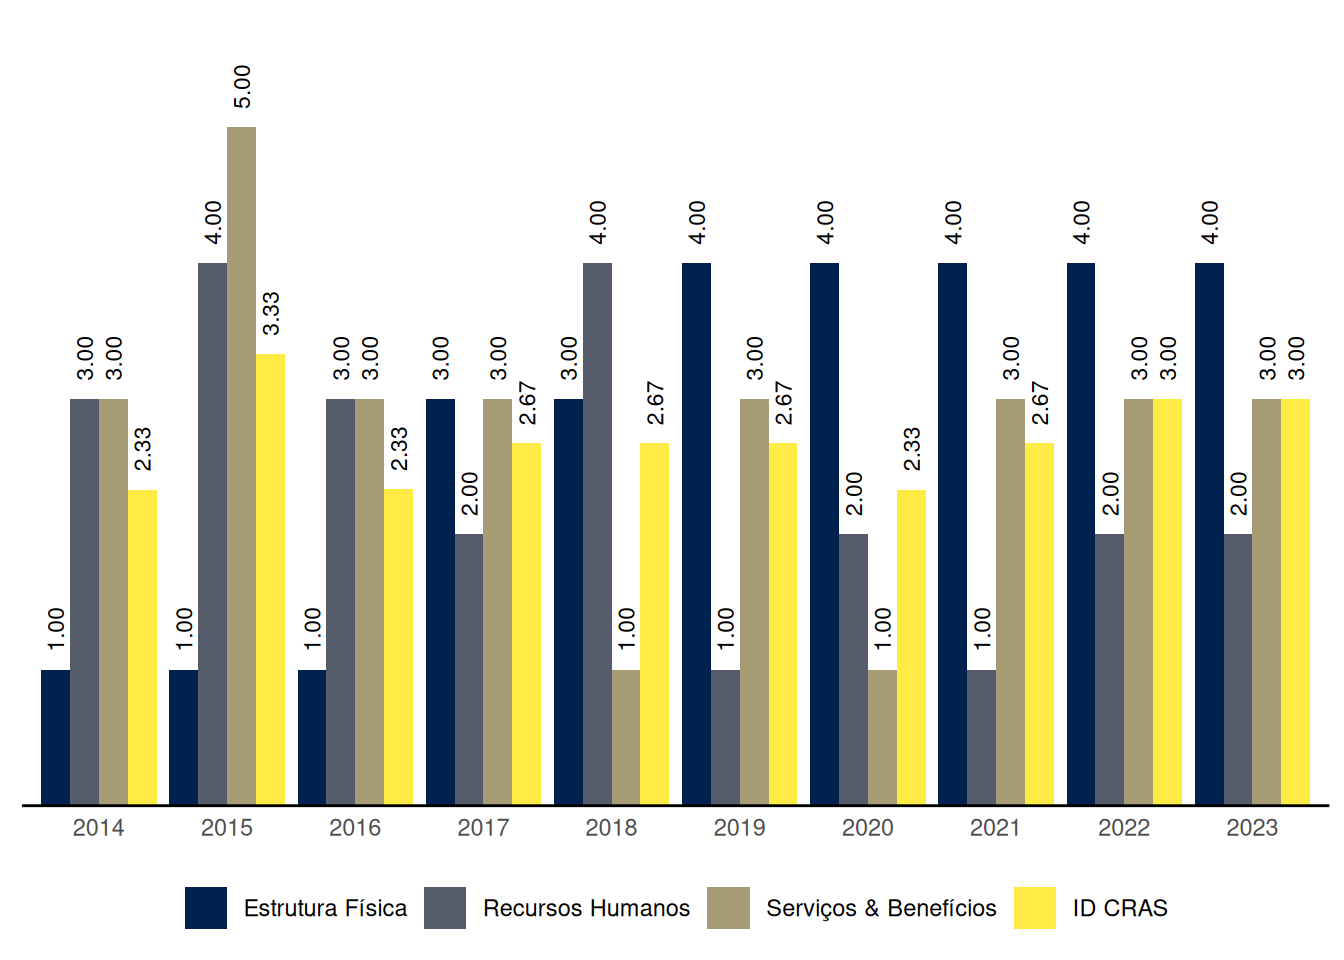 5.00
4.00 4.00 4.00 4.00 4.00 4.00 4.00
3.33
3.00 3.00 3.00 3.00 3.00 3.00 3.00 3.00 3.00 3.00 3.00 3.00 3.00
2.67 2.67 2.67 2.67
2.33 2.33 2.33
2.00 2.00 2.00 2.00
1.00 1.00 1.00 1.00 1.00 1.00 1.00
2014 2015 2016 2017 2018 2019 2020 2021 2022 2023
Estrutura Física Recursos Humanos Serviços & Benefícios ID CRAS